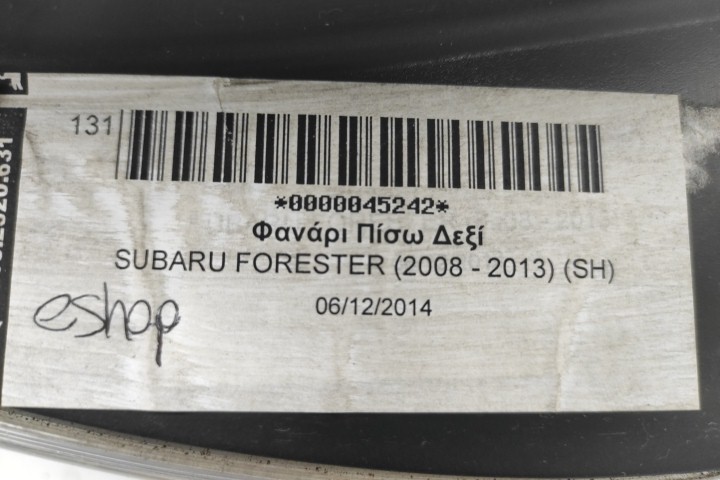 131
*0000045242*
Φανάρι Πίσω Δεξί
SUBARU FORESTER (2008 - 2013) (SH)
06/12/2014
eshop